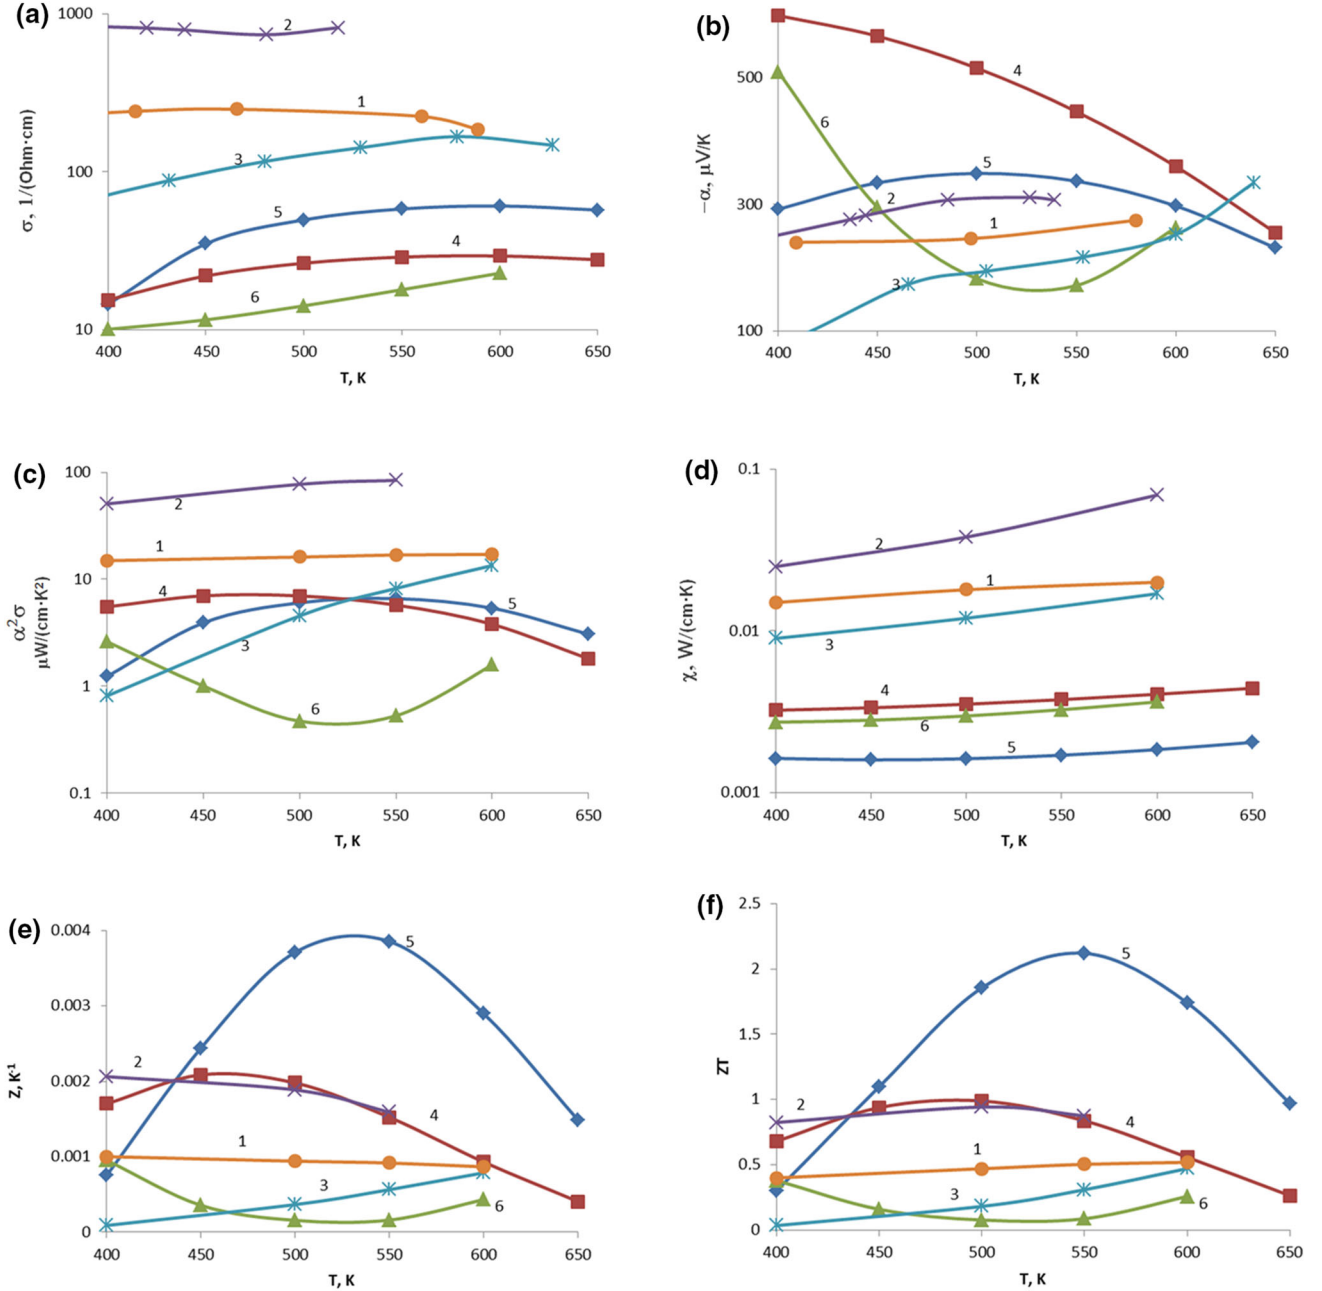 (a)
1000
100
10
σ, 1/(Ohm·cm)
2
1
3
5
4
6
400 450 500 550 600 650
T, K
(b)
500
300
100
−α, μV/K
4
6
5
2
1
3
400 450 500 550 600 650
T, K
(c)
100
10
1
0.1
α²σ
μW/(cm·K²)
2
1
4
5
3
6
400 450 500 550 600 650
T, K
(d)
0.1
0.01
0.001
χ, W/(cm·K)
2
1
3
4
6
5
400 450 500 550 600 650
T, K
(e)
0.004
0.003
0.002
0.001
0
Z, K⁻¹
5
2
4
1
3
6
400 450 500 550 600 650
T, K
(f)
2.5
2
1.5
1
0.5
0
ZT
5
2
4
1
3
6
400 450 500 550 600 650
T, K